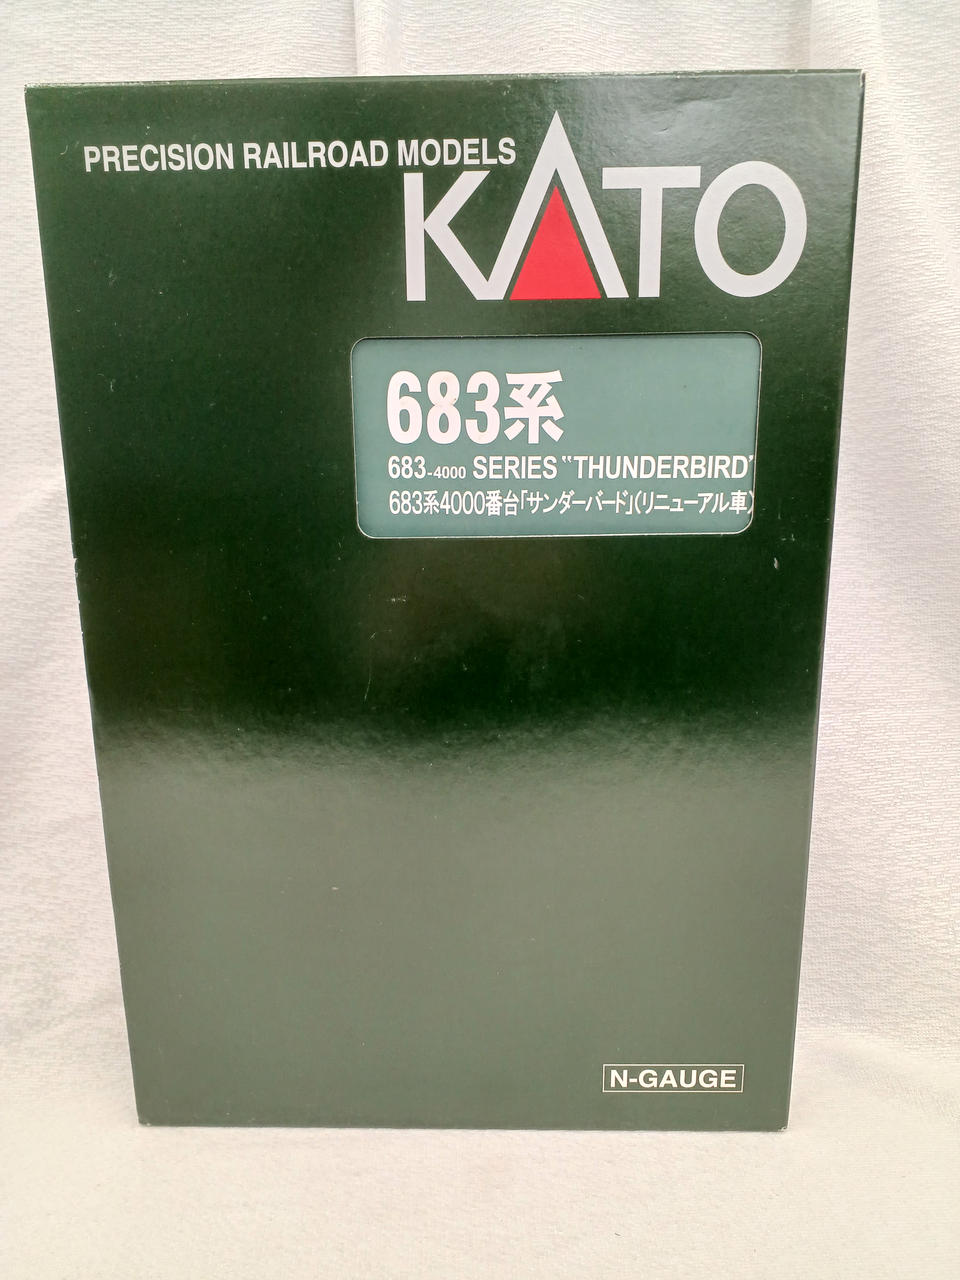 PRECISION RAILROAD MODELS
KATO
683系
683-4000 SERIES “THUNDERBIRD”
683系4000番台「サンダーバード」(リニューアル車)
N-GAUGE